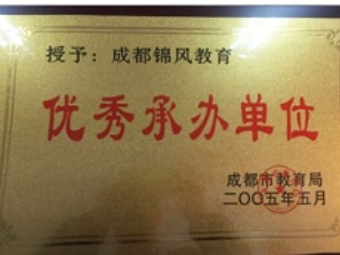 授予：成都锦风教育
优秀承办单位
成都市教育局
二〇〇五年五月